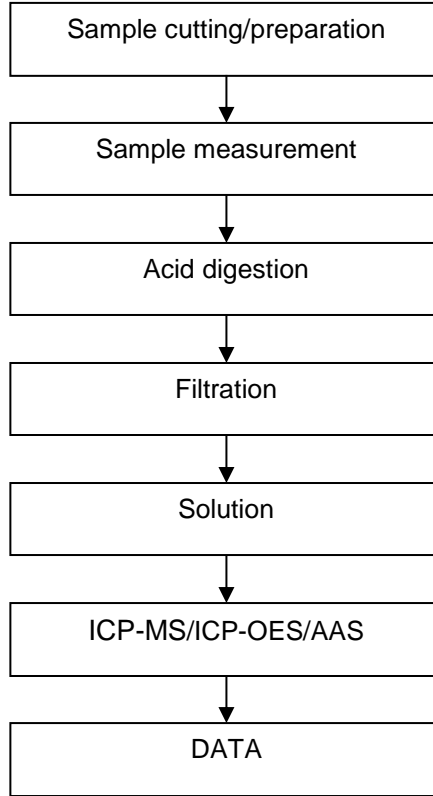 Sample cutting/preparation
Sample measurement
Acid digestion
Filtration
Solution
ICP-MS/ICP-OES/AAS
DATA